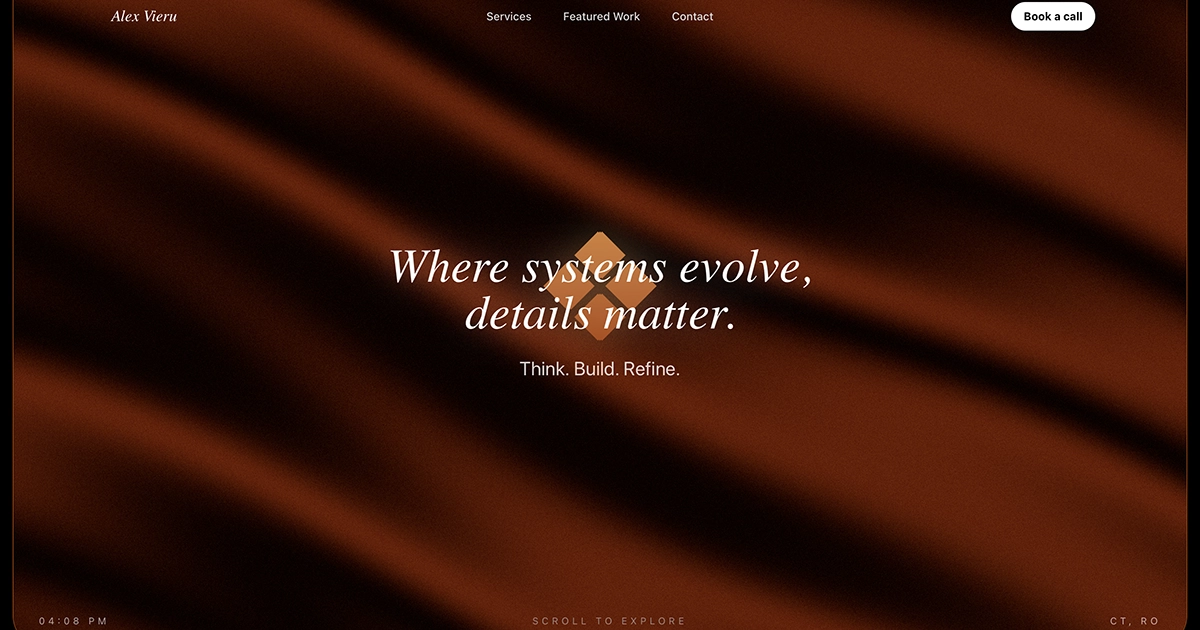 Alex Vieru
Services
Featured Work
Contact
Book a call
Where systems evolve,
details matter.
Think. Build. Refine.
04:08 PM
SCROLL TO EXPLORE
CT, RO